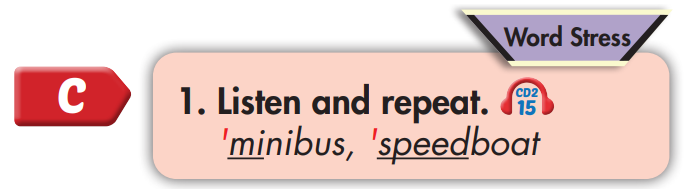 Word Stress
C
1. Listen and repeat. CD2 15
'minibus, 'speedboat